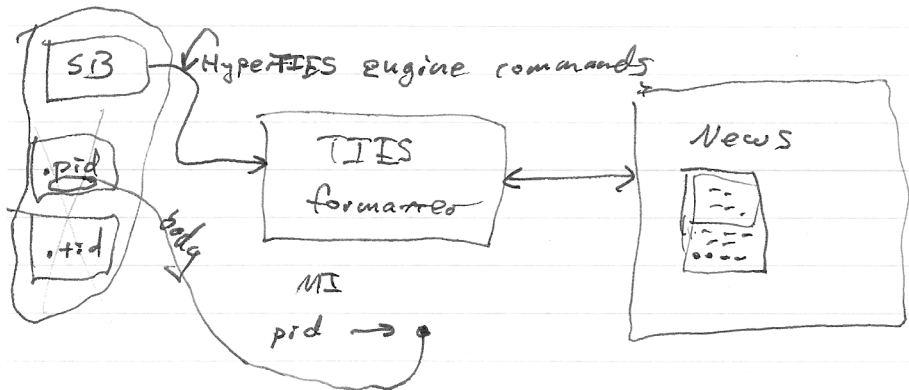 SB
HyperTIES engine commands
.pid
.tid
body
TIES
formatter
MI
pid →
News